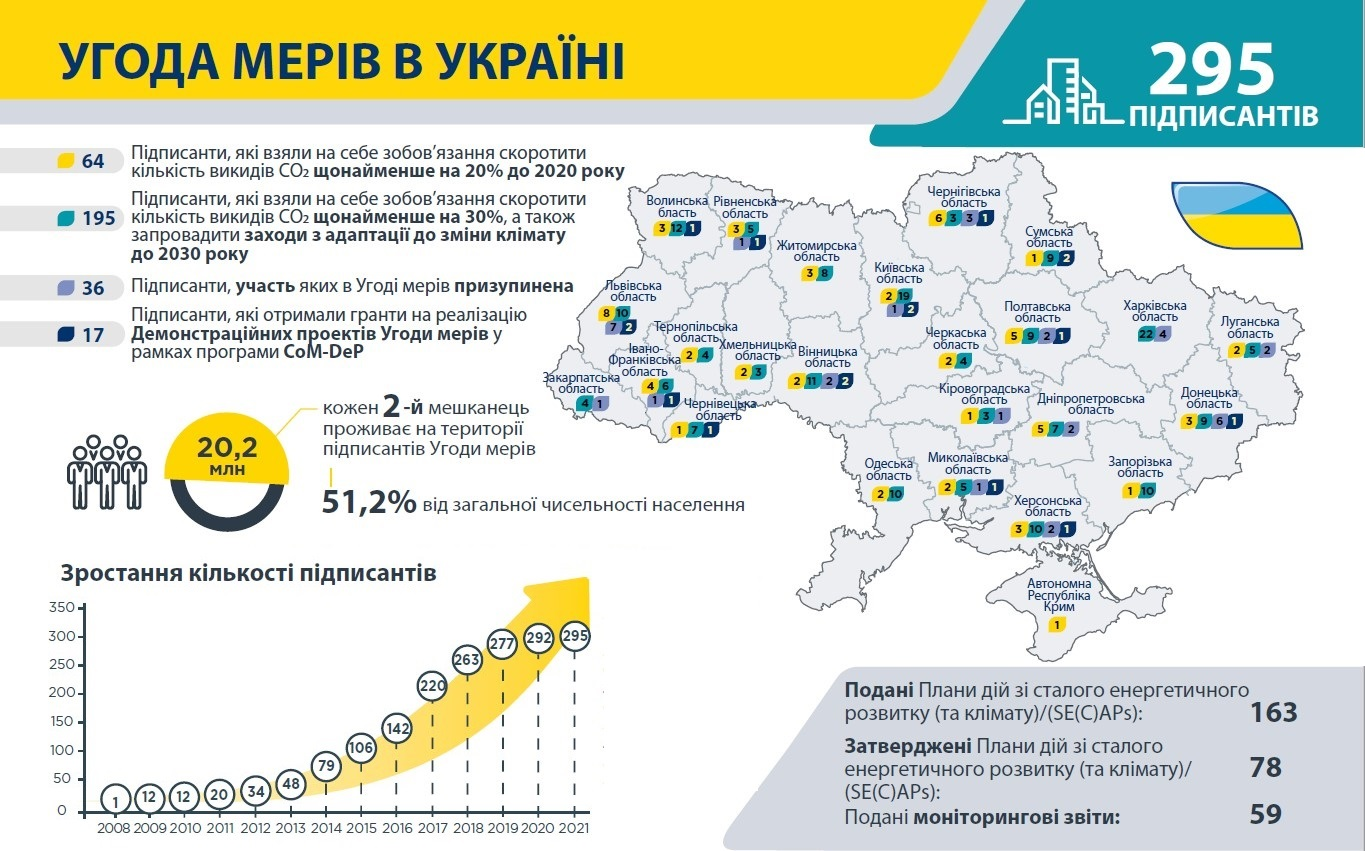 УГОДА МЕРІВ В УКРАЇНІ
295
ПІДПИСАНТІВ
64
Підписанти, які взяли на себе зобов’язання скоротити
кількість викидів CO₂ щонайменше на 20% до 2020 року
195
Підписанти, які взяли на себе зобов’язання скоротити
кількість викидів CO₂ щонайменше на 30%, а також
запровадити заходи з адаптації до зміни клімату
до 2030 року
36
Підписанти, участь яких в Угоді мерів призупинена
17
Підписанти, які отримали гранти на реалізацію
Демонстраційних проектів Угоди мерів у
рамках програми CoM-DeP
20,2
млн
кожен 2-й мешканець
проживає на території
підписантів Угоди мерів
51,2% від загальної чисельності населення
Волинська
бласть
3 12 1
Рівненська
область
3 5
1 1
Житомирська
область
3 8
Київська
область
2 19
1 2
Чернігівська
область
6 3 3 1
Сумська
область
1 9 2
Львівська
область
8 10
7 2
Тернопільська
область
2 4
Хмельницька
область
2 3
Вінницька
область
2 11 2 2
Черкаська
область
2 4
Полтавська
область
5 9 2 1
Харківська
область
22 4
Луганська
область
2 5 2
Закарпатська
область
4 1
Івано-
Франківська
область
4 6
1 1
Чернівецька
область
1 7 1
Кіровоградська
область
1 3 1
Дніпропетровська
область
5 7 2
Донецька
область
3 9 6 1
Одеська
область
2 10
Миколаївська
область
2 5 1 1
Херсонська
область
3 10 2 1
Запорізька
область
1 10
Автономна
Республіка
Крим
1
Зростання кількості підписантів
350
300
250
200
150
100
50
0
1 12 12 20 34 48 79 106 142 220 263 277 292 295
2008 2009 2010 2011 2012 2013 2014 2015 2016 2017 2018 2019 2020 2021
Подані Плани дій зі сталого енергетичного
розвитку (та клімату)/(SE(C)APs): 163
Затверджені Плани дій зі сталого
енергетичного розвитку (та клімату)/ 78
(SE(C)APs):
Подані моніторингові звіти: 59